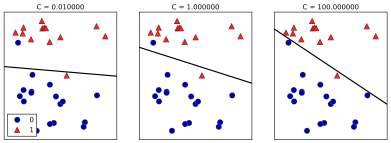 C = 0.010000
C = 1.000000
C = 100.000000
0
1